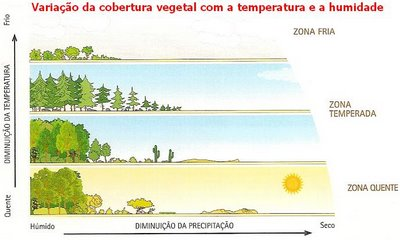 Variação da cobertura vegetal com a temperatura e a humidade
Frio
DIMINUIÇÃO DA TEMPERATURA
Quente
ZONA FRIA
ZONA
TEMPERADA
ZONA QUENTE
Húmido
DIMINUIÇÃO DA PRECIPITAÇÃO
Seco